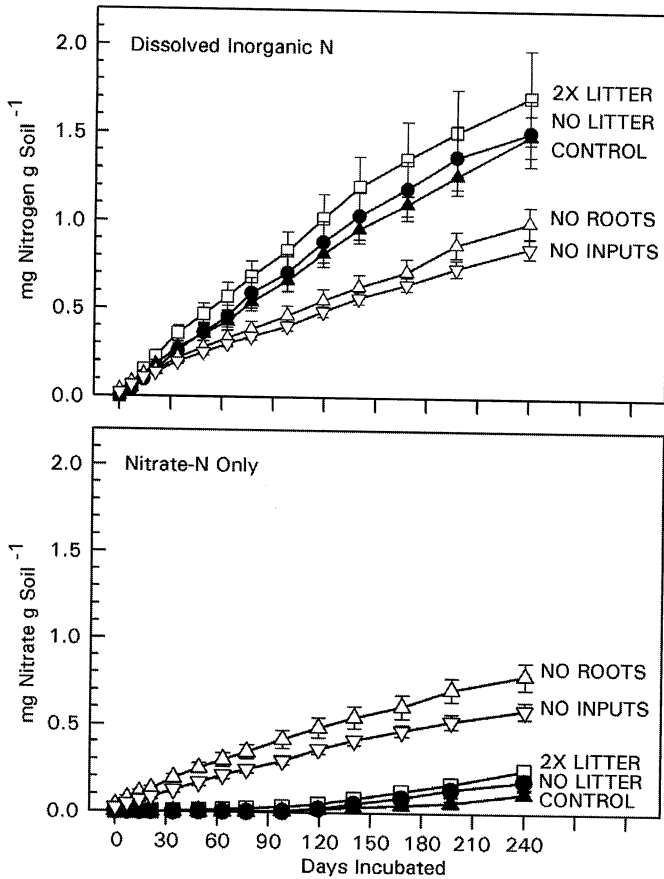 2.0
Dissolved Inorganic N
1.5
1.0
0.5
0.0
mg Nitrogen g Soil -1
2X LITTER
NO LITTER
CONTROL
NO ROOTS
NO INPUTS
2.0
Nitrate-N Only
1.5
1.0
0.5
0.0
mg Nitrate g Soil -1
NO ROOTS
NO INPUTS
2X LITTER
NO LITTER
CONTROL
0 30 60 90 120 150 180 210 240
Days Incubated